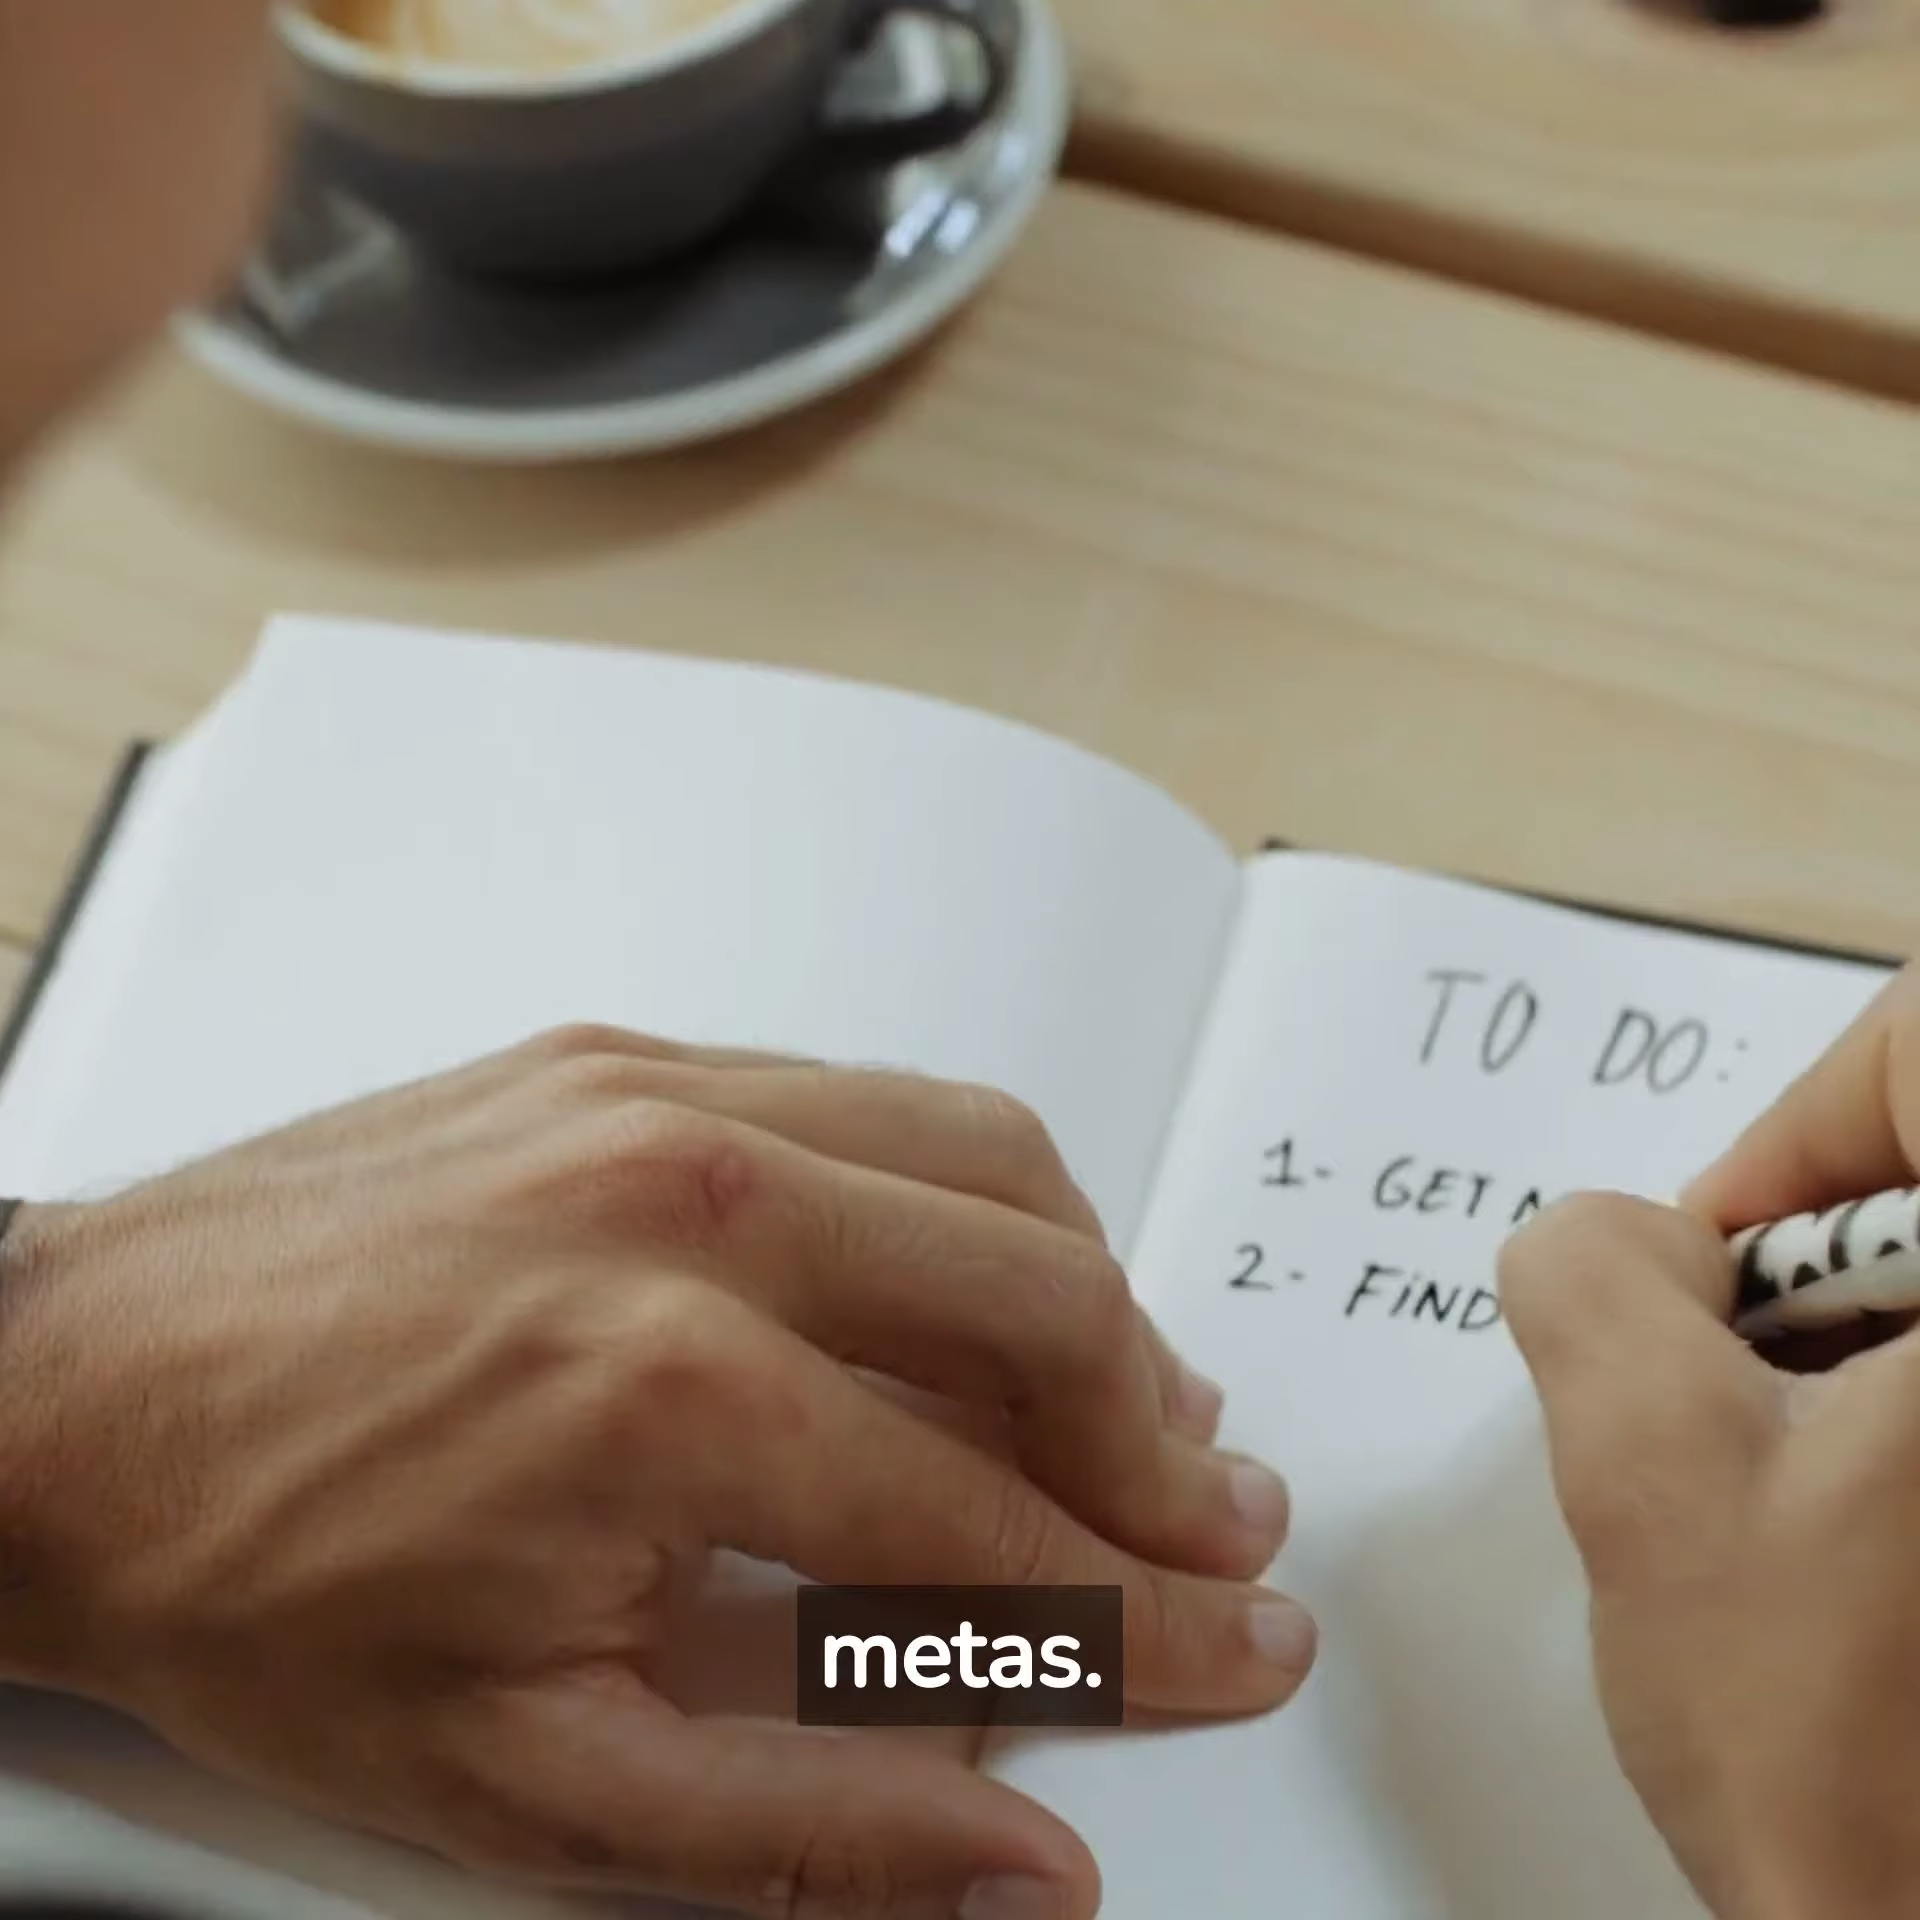 TO DO:
1- GET
2- FIND
metas.